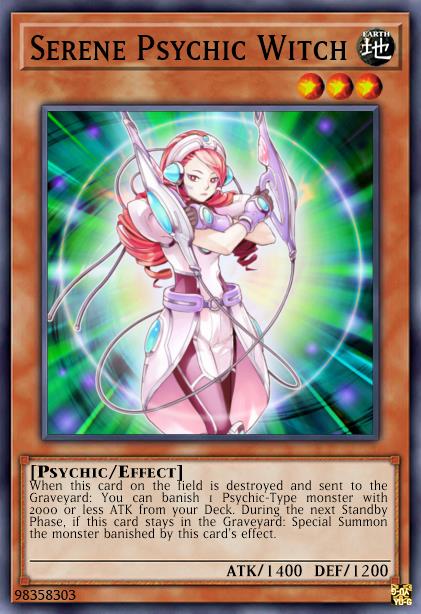 SERENE PSYCHIC WITCH
EARTH
地
[PSYCHIC/EFFECT]
When this card on the field is destroyed and sent to the
Graveyard: You can banish 1 Psychic-Type monster with
2000 or less ATK from your Deck. During the next Standby
Phase, if this card stays in the Graveyard: Special Summon
the monster banished by this card's effect.
ATK/1400 DEF/1200
98358303